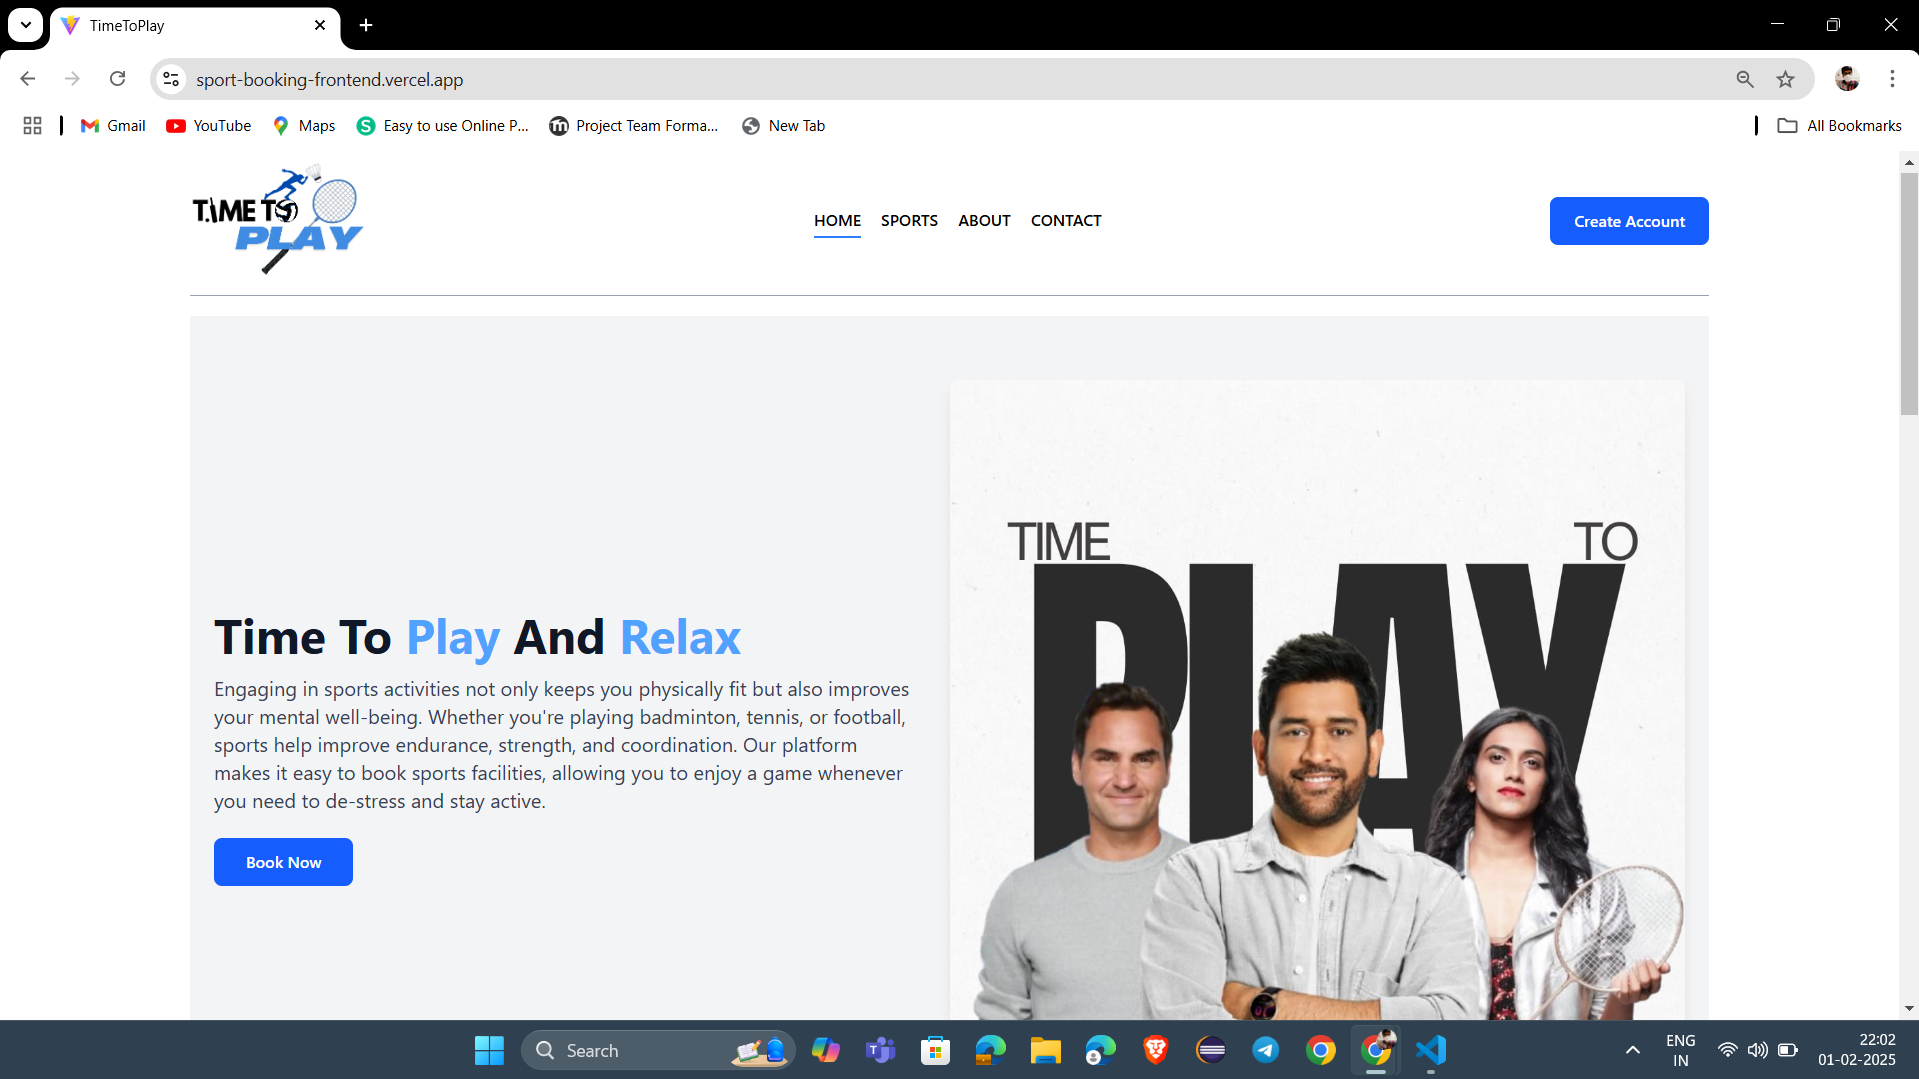 TimeToPlay
sport-booking-frontend.vercel.app
Gmail
YouTube
Maps
Easy to use Online P...
Project Team Forma...
New Tab
All Bookmarks
TIME TO
PLAY
HOME
SPORTS
ABOUT
CONTACT
Create Account
Time To Play And Relax
Engaging in sports activities not only keeps you physically fit but also improves
your mental well-being. Whether you're playing badminton, tennis, or football,
sports help improve endurance, strength, and coordination. Our platform
makes it easy to book sports facilities, allowing you to enjoy a game whenever
you need to de-stress and stay active.
Book Now
TIME
TO
PLAY
Search
ENG
IN
22:02
01-02-2025